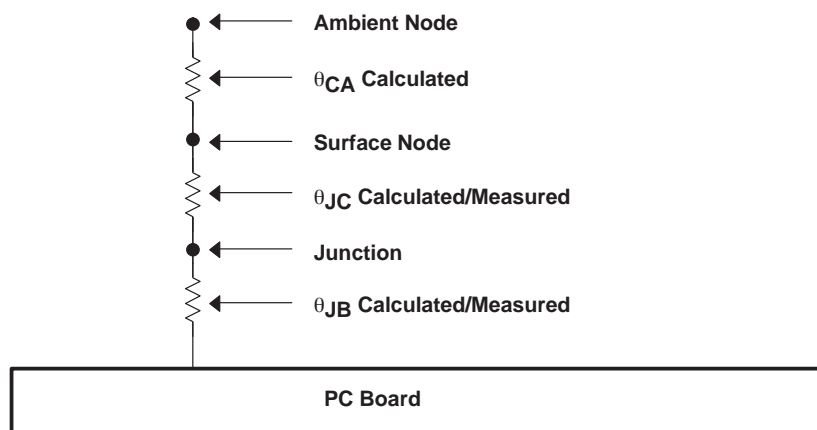 Ambient Node
θCA Calculated
Surface Node
θJC Calculated/Measured
Junction
θJB Calculated/Measured
PC Board